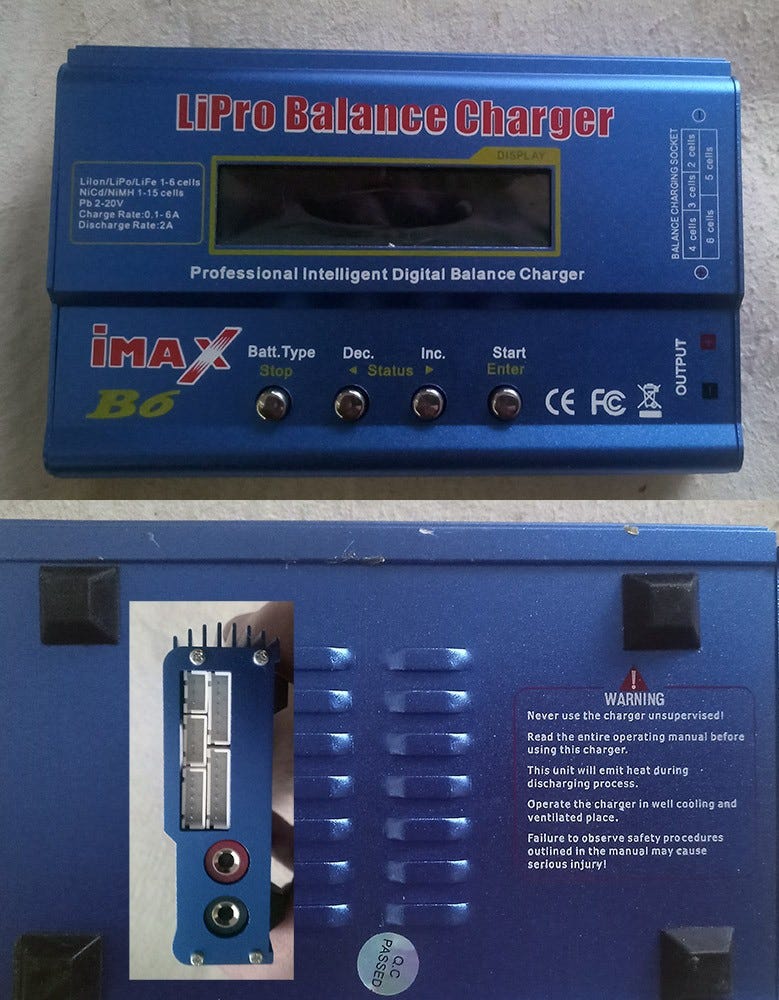 LiPro Balance Charger
DISPLAY
LiIon/LiPo/LiFe 1-6 cells
NiCd/NiMH 1-15 cells
Pb 2-20V
Charge Rate:0.1-6A
Discharge Rate:2A
BALANCE CHARGING SOCKET
4 cells 3 cells 2 cells
6 cells 5 cells
Professional Intelligent Digital Balance Charger
iMAX
B6
Batt.Type Dec. Inc. Start
Stop ◄ Status ► Enter
CE FC
OUTPUT
+
-
!
WARNING
Never use the charger unsupervised!
Read the entire operating manual before
using this charger.
This unit will emit heat during
discharging process.
Operate the charger in well cooling and
ventilated place.
Failure to observe safety procedures
outlined in the manual may cause
serious injury!
Q.C
PASSED